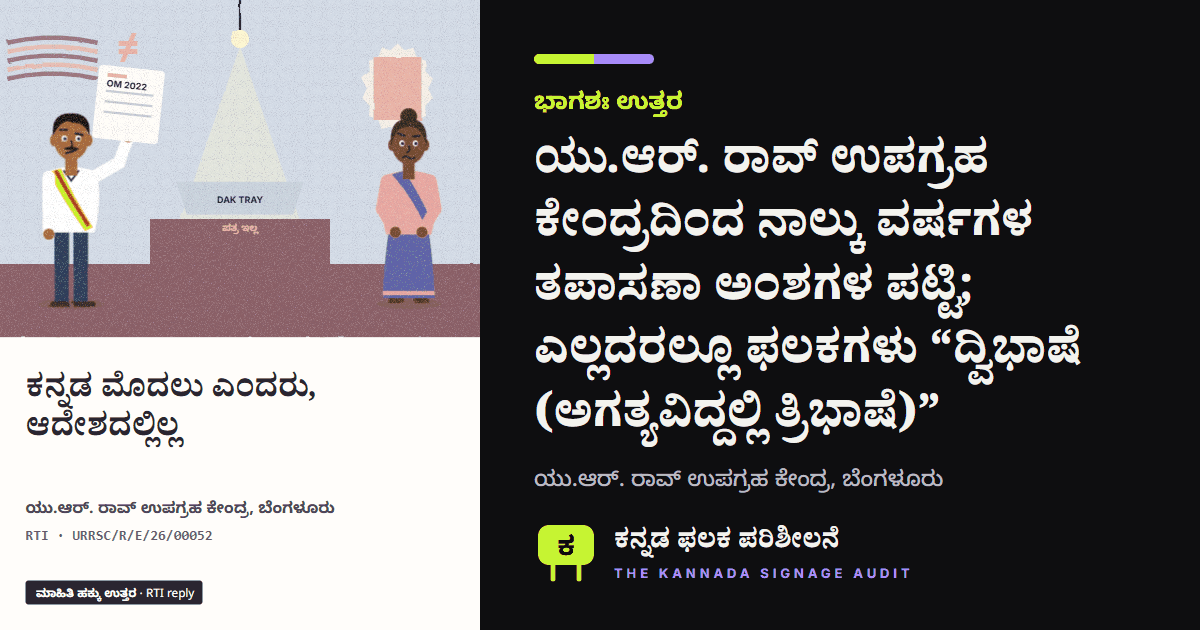 ≠
OM 2022
DAK TRAY
ಪತ್ರ ಇಲ್ಲ
ಕನ್ನಡ ಮೊದಲು ಎಂದರು,
ಆದೇಶದಲ್ಲಿಲ್ಲ
ಯು.ಆರ್. ರಾವ್ ಉಪಗ್ರಹ ಕೇಂದ್ರ, ಬೆಂಗಳೂರು
RTI · URRSC/R/E/26/00052
ಮಾಹಿತಿ ಹಕ್ಕು ಉತ್ತರ · RTI reply
ಭಾಗಶಃ ಉತ್ತರ
ಯು.ಆರ್. ರಾವ್ ಉಪಗ್ರಹ
ಕೇಂದ್ರದಿಂದ ನಾಲ್ಕು ವರ್ಷಗಳ
ತಪಾಸಣಾ ಅಂಶಗಳ ಪಟ್ಟಿ;
ಎಲ್ಲದರಲ್ಲೂ ಫಲಕಗಳು “ದ್ವಿಭಾಷೆ
(ಅಗತ್ಯವಿದ್ದಲ್ಲಿ ತ್ರಿಭಾಷೆ)”
ಯು.ಆರ್. ರಾವ್ ಉಪಗ್ರಹ ಕೇಂದ್ರ, ಬೆಂಗಳೂರು
ಕ
ಕನ್ನಡ ಫಲಕ ಪರಿಶೀಲನೆ
THE KANNADA SIGNAGE AUDIT